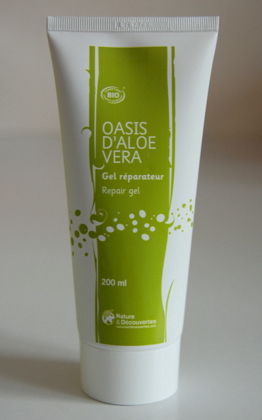 BIO
OASIS
D'ALOE
VERA
Gel réparateur
Repair gel
200 ml
Nature
& Découvertes